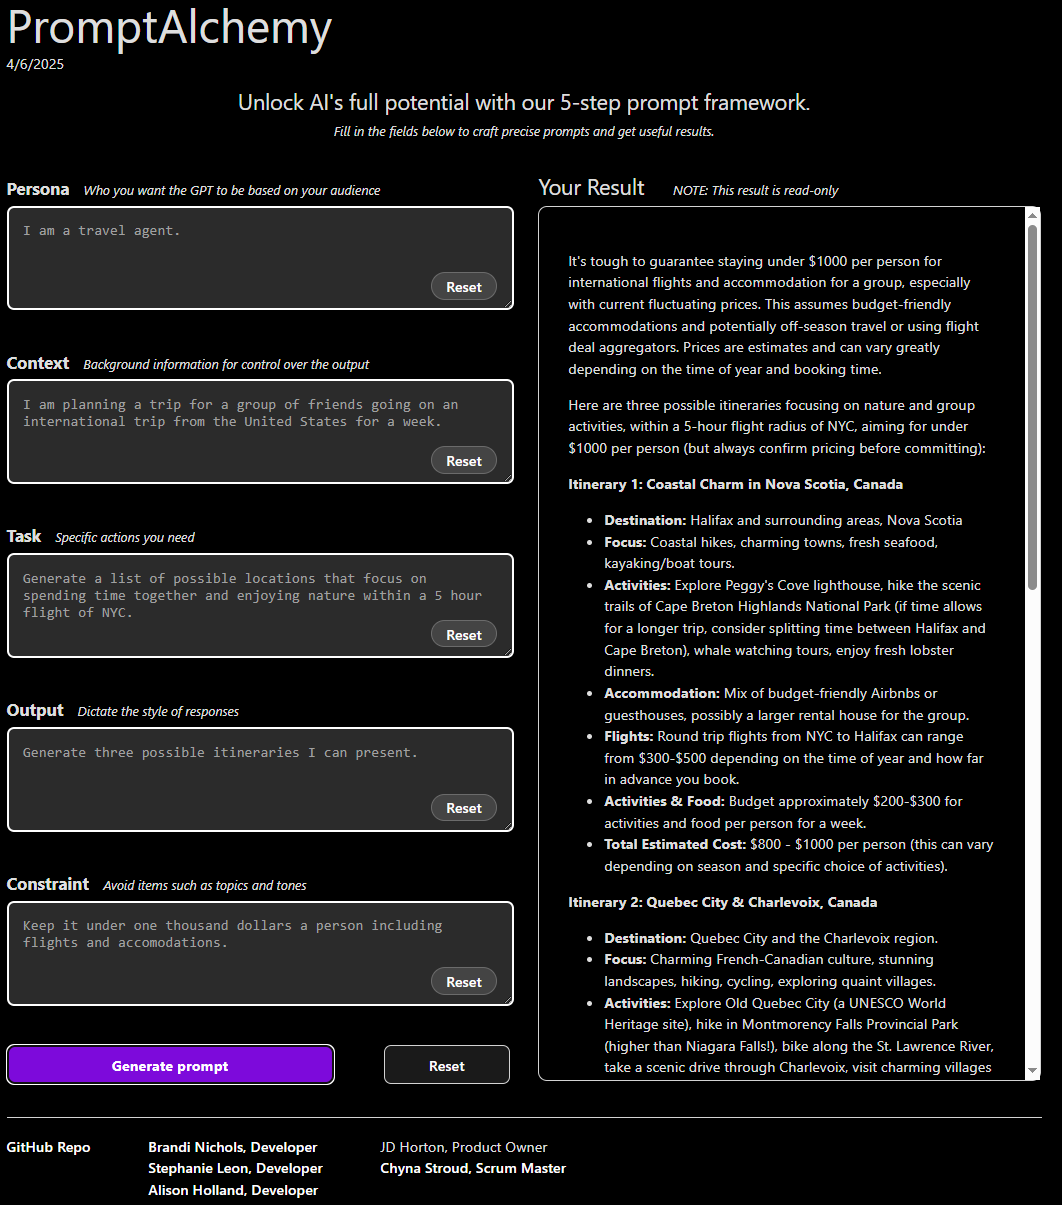 PromptAlchemy
4/6/2025
Unlock AI's full potential with our 5-step prompt framework.
Fill in the fields below to craft precise prompts and get useful results.
Persona Who you want the GPT to be based on your audience
I am a travel agent.
Reset
Context Background information for control over the output
I am planning a trip for a group of friends going on an
international trip from the United States for a week.
Reset
Task Specific actions you need
Generate a list of possible locations that focus on
spending time together and enjoying nature within a 5 hour
flight of NYC.
Reset
Output Dictate the style of responses
Generate three possible itineraries I can present.
Reset
Constraint Avoid items such as topics and tones
Keep it under one thousand dollars a person including
flights and accomodations.
Reset
Generate prompt
Reset
Your Result NOTE: This result is read-only
It's tough to guarantee staying under $1000 per person for
international flights and accommodation for a group, especially
with current fluctuating prices. This assumes budget-friendly
accommodations and potentially off-season travel or using flight
deal aggregators. Prices are estimates and can vary greatly
depending on the time of year and booking time.
Here are three possible itineraries focusing on nature and group
activities, within a 5-hour flight radius of NYC, aiming for under
$1000 per person (but always confirm pricing before committing):
Itinerary 1: Coastal Charm in Nova Scotia, Canada
• Destination: Halifax and surrounding areas, Nova Scotia
• Focus: Coastal hikes, charming towns, fresh seafood,
kayaking/boat tours.
• Activities: Explore Peggy's Cove lighthouse, hike the scenic
trails of Cape Breton Highlands National Park (if time allows
for a longer trip, consider splitting time between Halifax and
Cape Breton), whale watching tours, enjoy fresh lobster
dinners.
• Accommodation: Mix of budget-friendly Airbnbs or
guesthouses, possibly a larger rental house for the group.
• Flights: Round trip flights from NYC to Halifax can range
from $300-$500 depending on the time of year and how far
in advance you book.
• Activities & Food: Budget approximately $200-$300 for
activities and food per person for a week.
• Total Estimated Cost: $800 - $1000 per person (this can vary
depending on season and specific choice of activities).
Itinerary 2: Quebec City & Charlevoix, Canada
• Destination: Quebec City and the Charlevoix region.
• Focus: Charming French-Canadian culture, stunning
landscapes, hiking, cycling, exploring quaint villages.
• Activities: Explore Old Quebec City (a UNESCO World
Heritage site), hike in Montmorency Falls Provincial Park
(higher than Niagara Falls!), bike along the St. Lawrence River,
take a scenic drive through Charlevoix, visit charming villages
GitHub Repo
Brandi Nichols, Developer
Stephanie Leon, Developer
Alison Holland, Developer
JD Horton, Product Owner
Chyna Stroud, Scrum Master